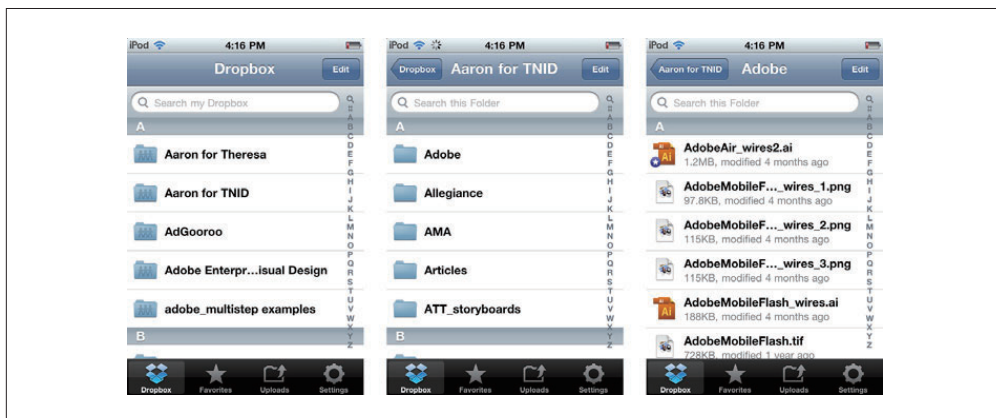 iPod 4:16 PM
Dropbox Edit
Search my Dropbox
A
Aaron for Theresa
Aaron for TNID
AdGooroo
Adobe Enterpr...isual Design
adobe_multistep examples
B
#
A
B
C
D
E
F
G
H
I
J
K
L
M
N
O
P
Q
R
S
T
U
V
W
X
Y
Z
Dropbox Favorites Uploads Settings
iPod 4:16 PM
Dropbox Aaron for TNID Edit
Search this Folder
A
Adobe
Allegiance
AMA
Articles
ATT_storyboards
B
#
A
B
C
D
E
F
G
H
I
J
K
L
M
N
O
P
Q
R
S
T
U
V
W
X
Y
Z
Dropbox Favorites Uploads Settings
iPod 4:16 PM
Aaron for TNID Adobe Edit
Search this Folder
A
Ai
AdobeAir_wires2.ai
1.2MB, modified 4 months ago
AdobeMobileF..._wires_1.png
97.8KB, modified 4 months ago
AdobeMobileF..._wires_2.png
115KB, modified 4 months ago
AdobeMobileF..._wires_3.png
115KB, modified 4 months ago
Ai
AdobeMobileFlash_wires.ai
188KB, modified 4 months ago
AdobeMobileFlash.tif
728KB, modified 1 year ago
#
A
B
C
D
E
F
G
H
I
J
K
L
M
N
O
P
Q
R
S
T
U
V
W
X
Y
Z
Dropbox Favorites Uploads Settings